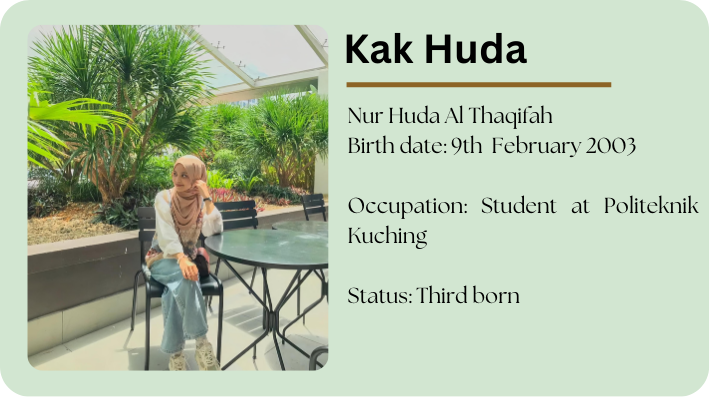 Kak Huda
Nur Huda Al Thaqifah
Birth date: 9th February 2003
Occupation: Student at Politeknik
Kuching
Status: Third born